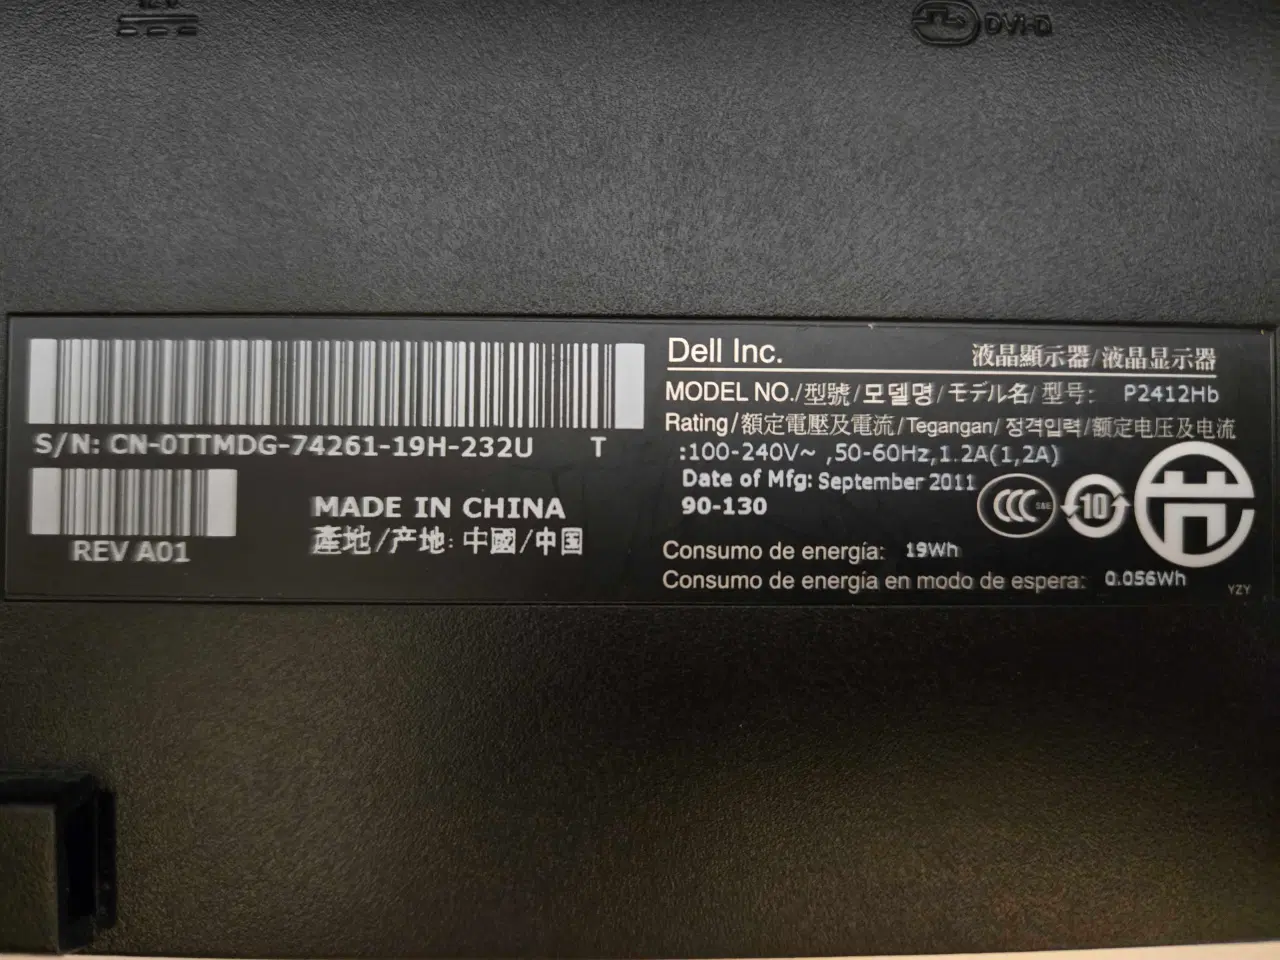 DVI-D
S/N: CN-0TTMDG-74261-19H-232U T
REV A01
MADE IN CHINA
產地/产地: 中國/中国
Dell Inc. 液晶顯示器/液晶显示器
MODEL NO./型號/모델명/モデル名/型号: P2412Hb
Rating/額定電壓及電流/Tegangan/정격입력/额定电压及电流
:100-240V~ ,50-60Hz,1.2A(1,2A)
Date of Mfg: September 2011
90-130
CCC S&E 10
Consumo de energía: 19Wh
Consumo de energía en modo de espera: 0.056Wh
YZY